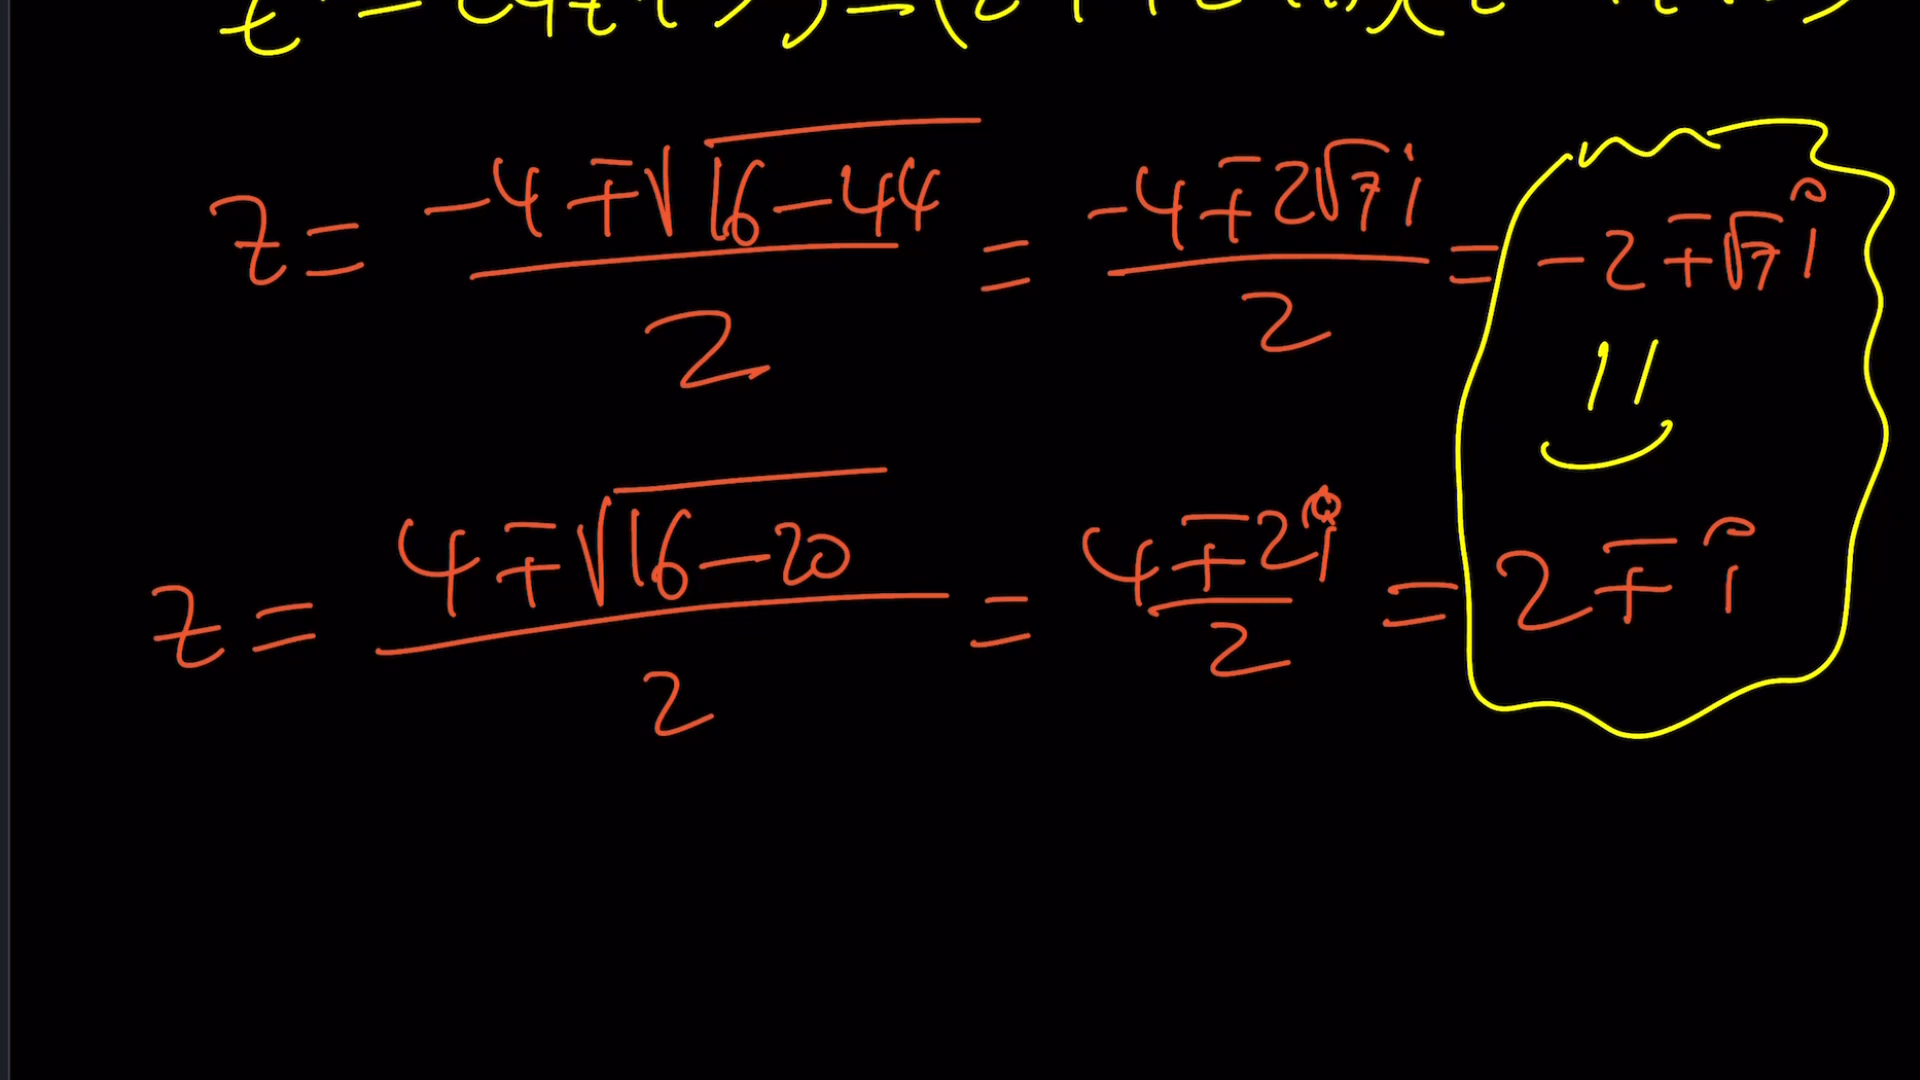 z = (-4 ∓ √(16-44))/2 = (-4 ∓ 2√7 i)/2 = -2 ∓ √7 i
z = (4 ∓ √(16-20))/2 = (4 ∓ 2i)/2 = 2 ∓ i